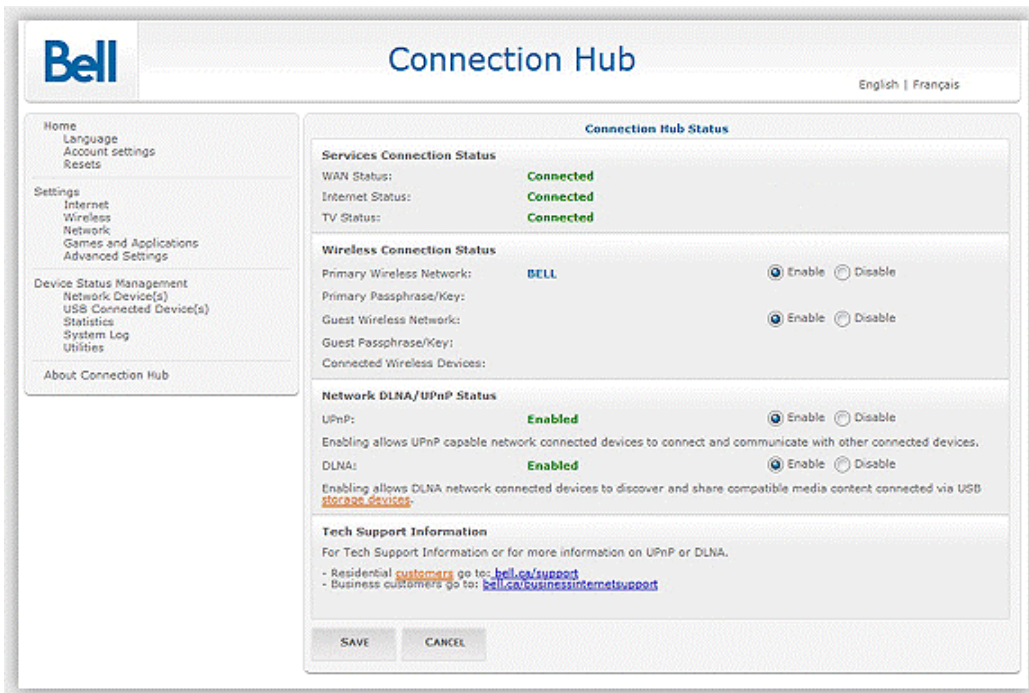 Bell
Connection Hub
English | Français
Home
Language
Account settings
Resets
Settings
Internet
Wireless
Network
Games and Applications
Advanced Settings
Device Status Management
Network Device(s)
USB Connected Device(s)
Statistics
System Log
Utilities
About Connection Hub
Connection Hub Status
Services Connection Status
WAN Status: Connected
Internet Status: Connected
TV Status: Connected
Wireless Connection Status
Primary Wireless Network: BELL Enable Disable
Primary Passphrase/Key:
Guest Wireless Network: Enable Disable
Guest Passphrase/Key:
Connected Wireless Devices:
Network DLNA/UPnP Status
UPnP: Enabled Enable Disable
Enabling allows UPnP capable network connected devices to connect and communicate with other connected devices.
DLNA: Enabled Enable Disable
Enabling allows DLNA network connected devices to discover and share compatible media content connected via USB
storage devices.
Tech Support Information
For Tech Support Information or for more information on UPnP or DLNA.
- Residential customers go to: bell.ca/support
- Business customers go to: bell.ca/businessinternetsupport
SAVE CANCEL